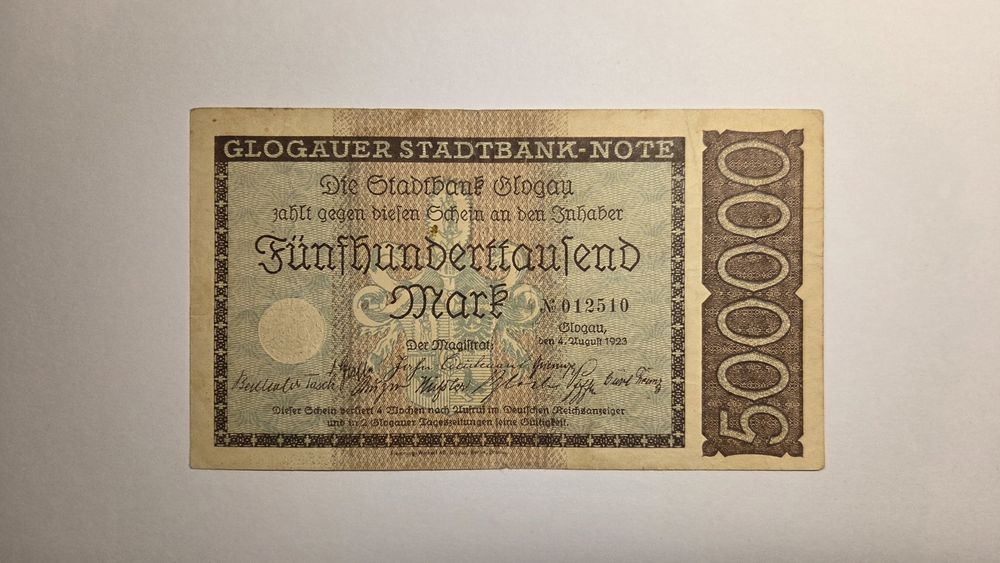 GLOGAUER STADTBANK-NOTE
Die Stadtbank Glogau
zahlt gegen dieſen Schein an den Inhaber
Fünfhunderttauſend
Mark
№ 012510
Glogau,
den 4. Auguſt 1923
Der Magiſtrat:
Dieſer Schein verliert 4 Wochen nach Aufruf im Deutſchen Reichsanzeiger
und in 2 Glogauer Tageszeitungen ſeine Gültigkeit.
500000